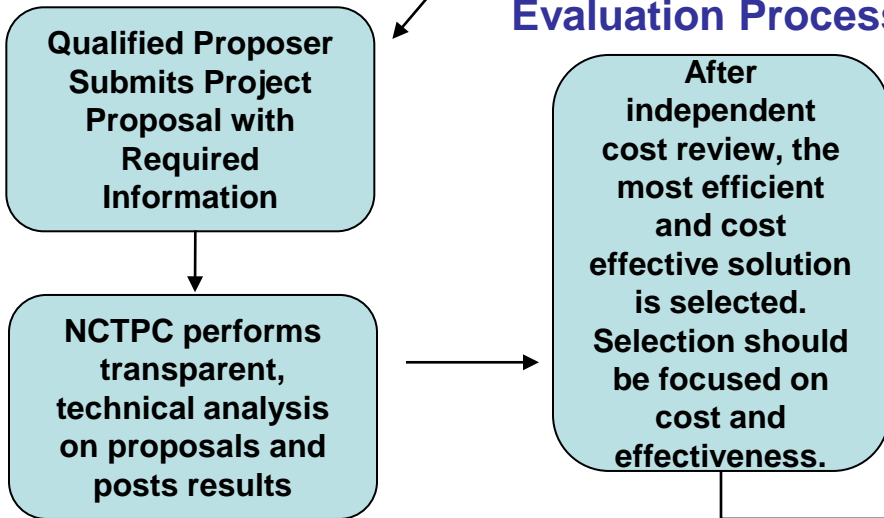 Evaluation Process
Qualified Proposer
Submits Project
Proposal with
Required
Information
NCTPC performs
transparent,
technical analysis
on proposals and
posts results
After
independent
cost review, the
most efficient
and cost
effective solution
is selected.
Selection should
be focused on
cost and
effectiveness.